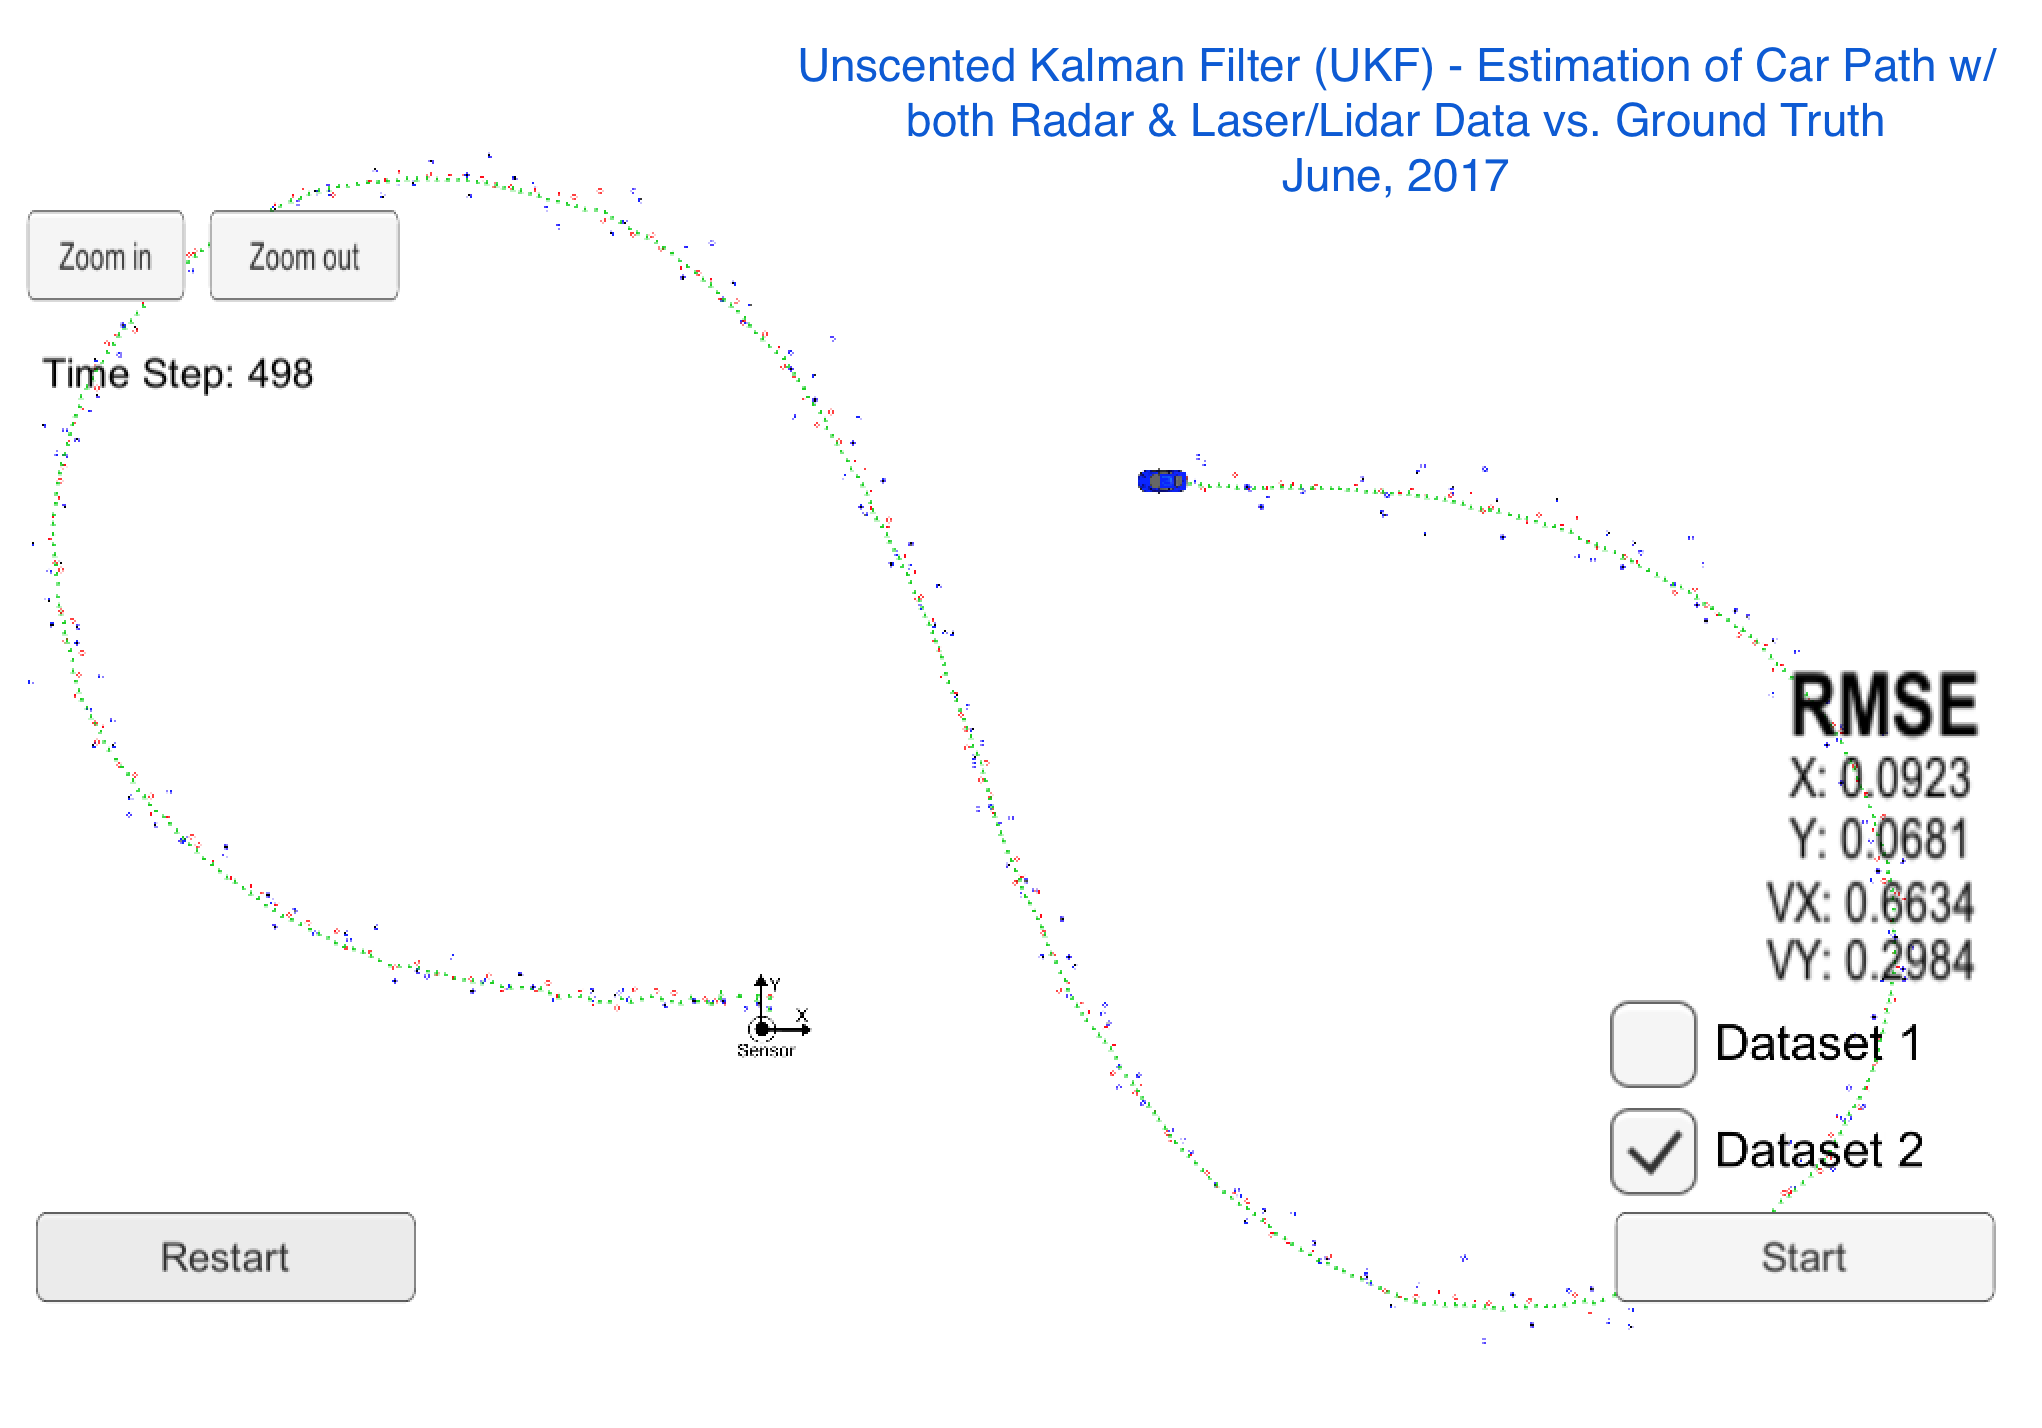 Unscented Kalman Filter (UKF) - Estimation of Car Path w/
both Radar & Laser/Lidar Data vs. Ground Truth
June, 2017
Zoom in
Zoom out
Time Step: 498
RMSE
X: 0.0923
Y: 0.0681
VX: 0.6634
VY: 0.2984
Y
X
Sensor
Dataset 1
Dataset 2
Restart
Start